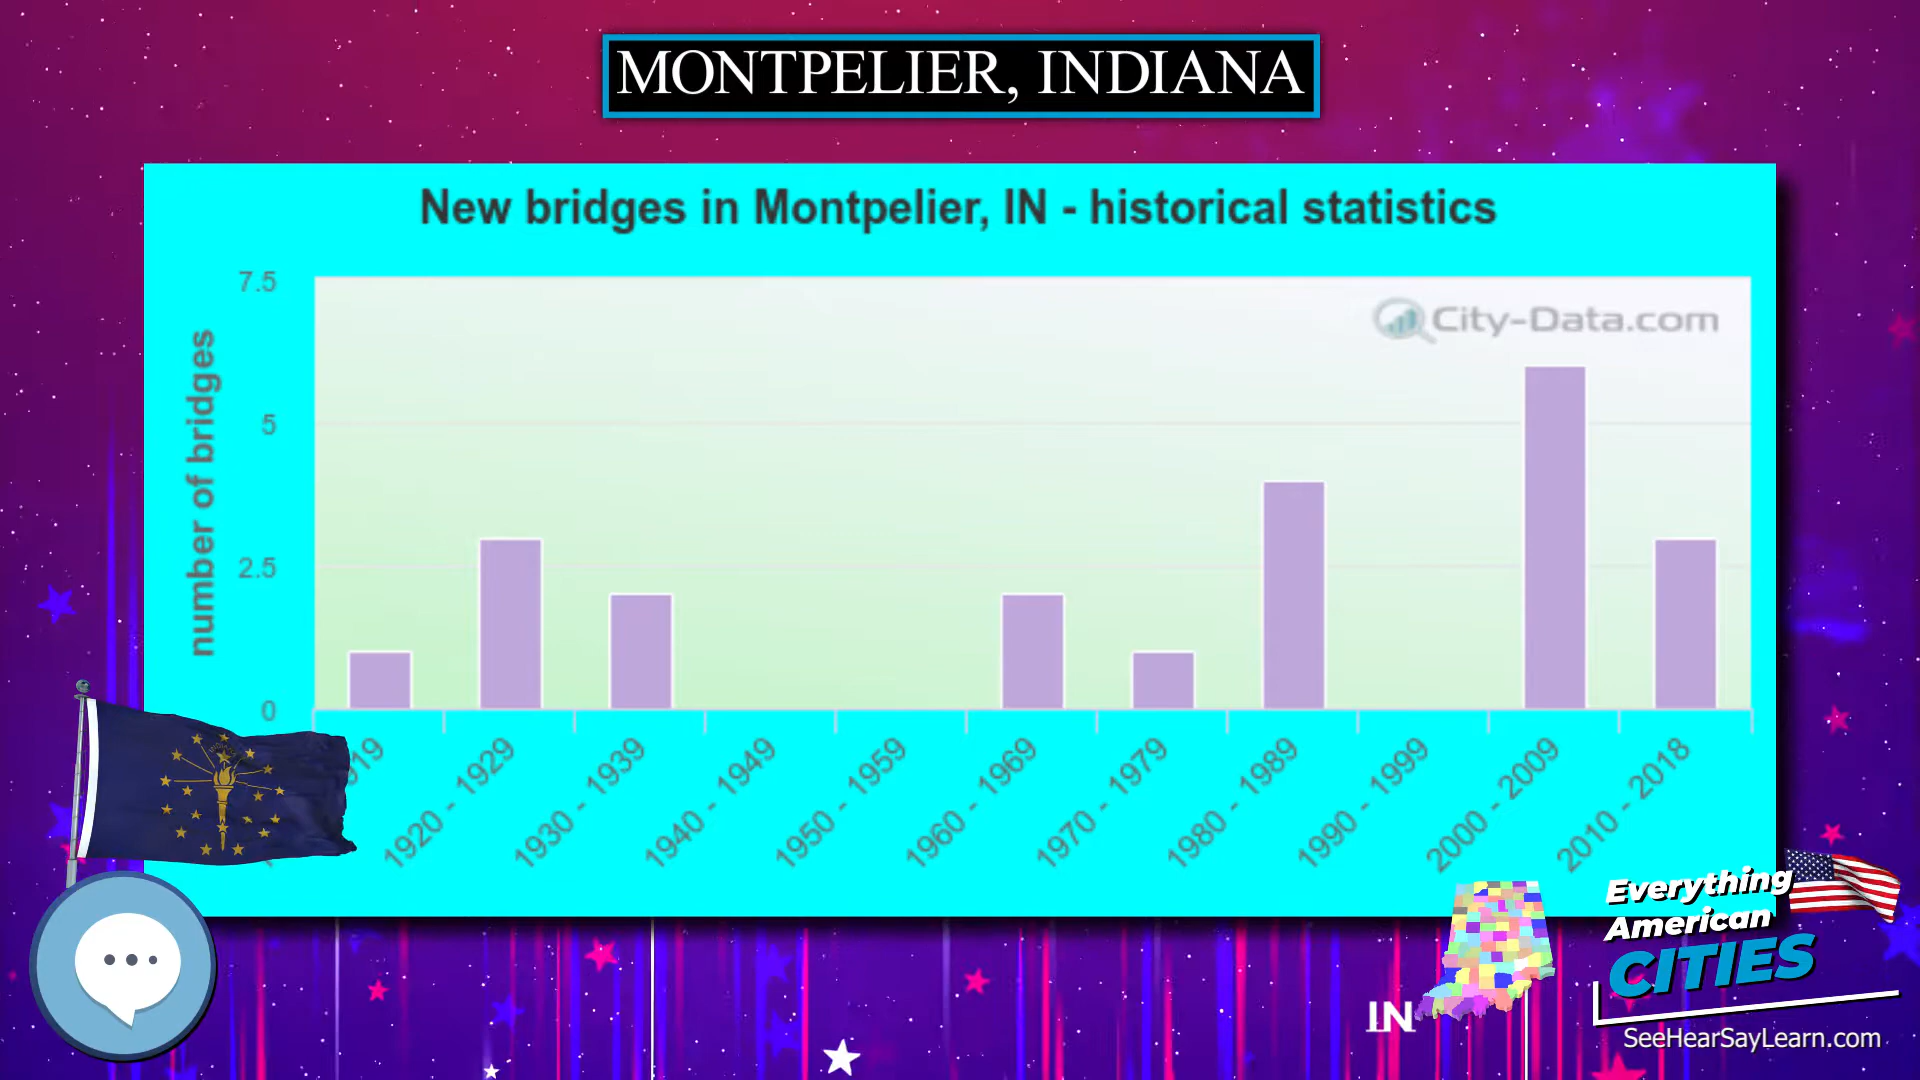 MONTPELIER, INDIANA
New bridges in Montpelier, IN - historical statistics
7.5
City-Data.com
number of bridges
5
2.5
0
1920 - 1929
1930 - 1939
1940 - 1949
1950 - 1959
1960 - 1969
1970 - 1979
1980 - 1989
1990 - 1999
2000 - 2009
2010 - 2018
INDIANA
Everything
American
CITIES
IN
SeeHearSayLearn.com